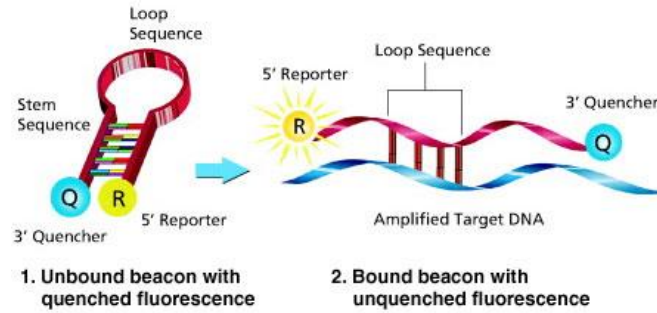 Loop
Sequence
Stem
Sequence
Q
R
5' Reporter
3' Quencher
1. Unbound beacon with
quenched fluorescence
Loop Sequence
5' Reporter
R
3' Quencher
Q
Amplified Target DNA
2. Bound beacon with
unquenched fluorescence